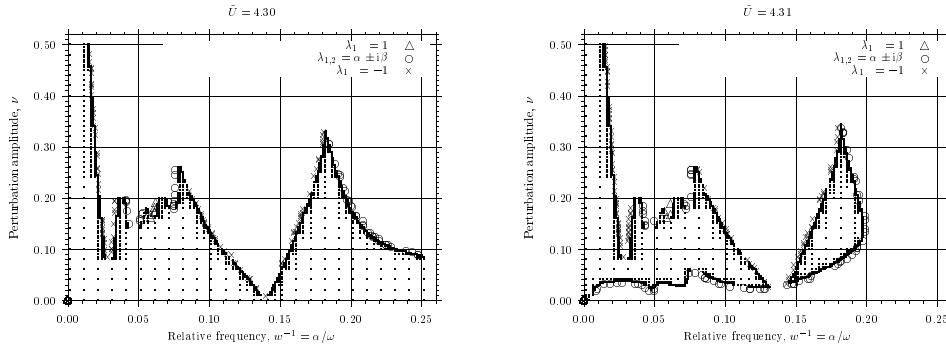 Ũ = 4.30
λ₁ = 1 △
λ₁,₂ = α ± iβ ○
λ₁ = −1 ×
Perturbation amplitude, ν
0.50
0.40
0.30
0.20
0.10
0.00
0.00 0.05 0.10 0.15 0.20 0.25
Relative frequency, w⁻¹ = α/ω
Ũ = 4.31
λ₁ = 1 △
λ₁,₂ = α ± iβ ○
λ₁ = −1 ×
Perturbation amplitude, ν
0.50
0.40
0.30
0.20
0.10
0.00
0.00 0.05 0.10 0.15 0.20 0.25
Relative frequency, w⁻¹ = α/ω